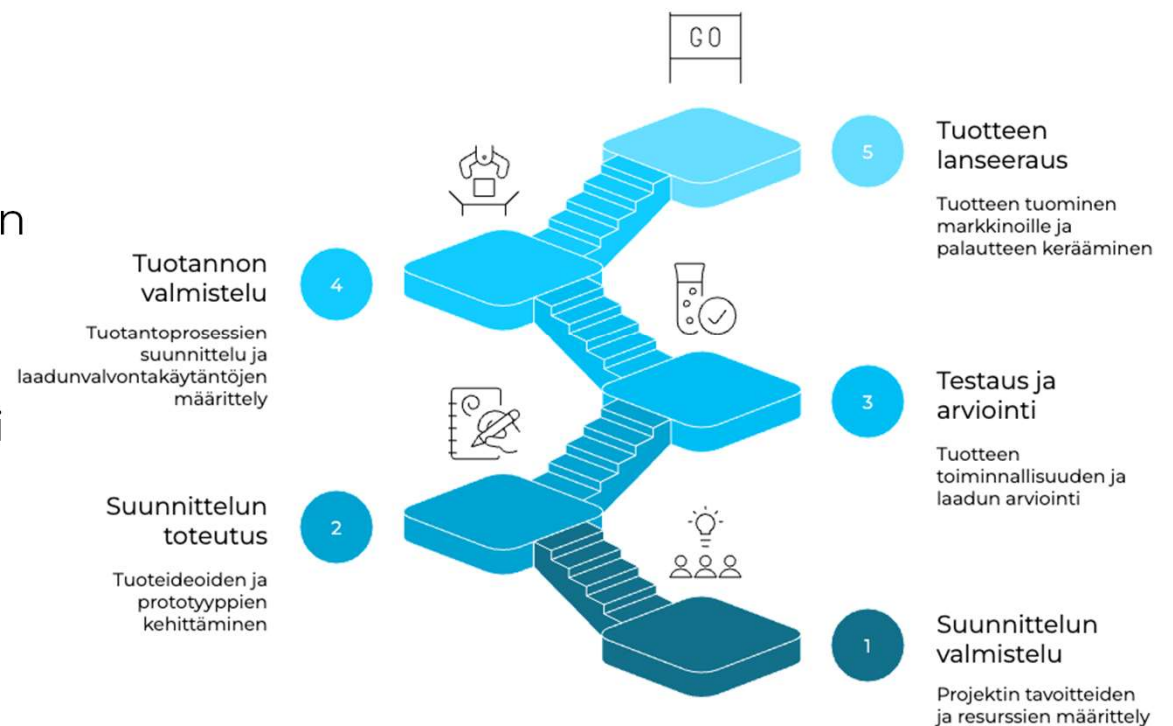 GO
5
Tuotteen
lanseeraus
Tuotteen tuominen
markkinoille ja
palautteen kerääminen
n
Tuotannon
valmistelu
4
Tuotantoprosessien
suunnittelu ja
laadunvalvontakäytäntöjen
määrittely
i
3
Testaus ja
arviointi
Tuotteen
toiminnallisuuden ja
laadun arviointi
Suunnittelun
toteutus
2
Tuoteideoiden ja
prototyyppien
kehittäminen
1
Suunnittelun
valmistelu
Projektin tavoitteiden
ja resurssien määrittely